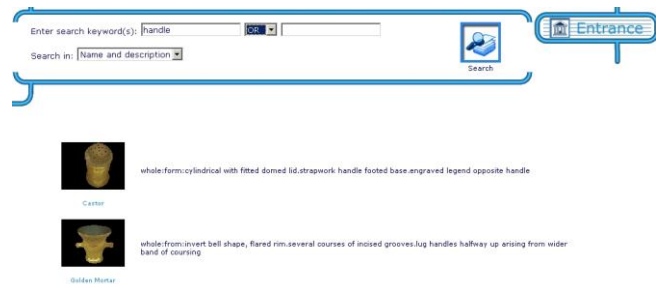 Enter search keyword(s): handle OR
Entrance
Search in: Name and description
Search
whole:form:cylindrical with fitted domed lid.strapwork handle footed base.engraved legend opposite handle
Castor
whole:from:invert bell shape, flared rim.several courses of incised grooves.lug handles halfway up arising from wider
band of coursing
Golden Mortar